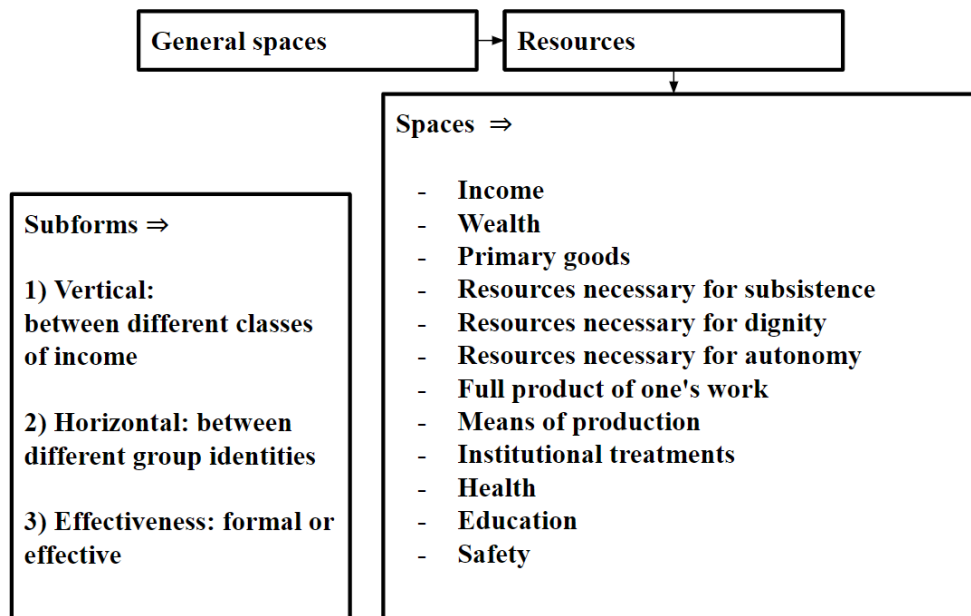 General spaces
Resources
Spaces ⇒
- Income
- Wealth
- Primary goods
- Resources necessary for subsistence
- Resources necessary for dignity
- Resources necessary for autonomy
- Full product of one's work
- Means of production
- Institutional treatments
- Health
- Education
- Safety
Subforms ⇒
1) Vertical:
between different classes
of income
2) Horizontal: between
different group identities
3) Effectiveness: formal or
effective